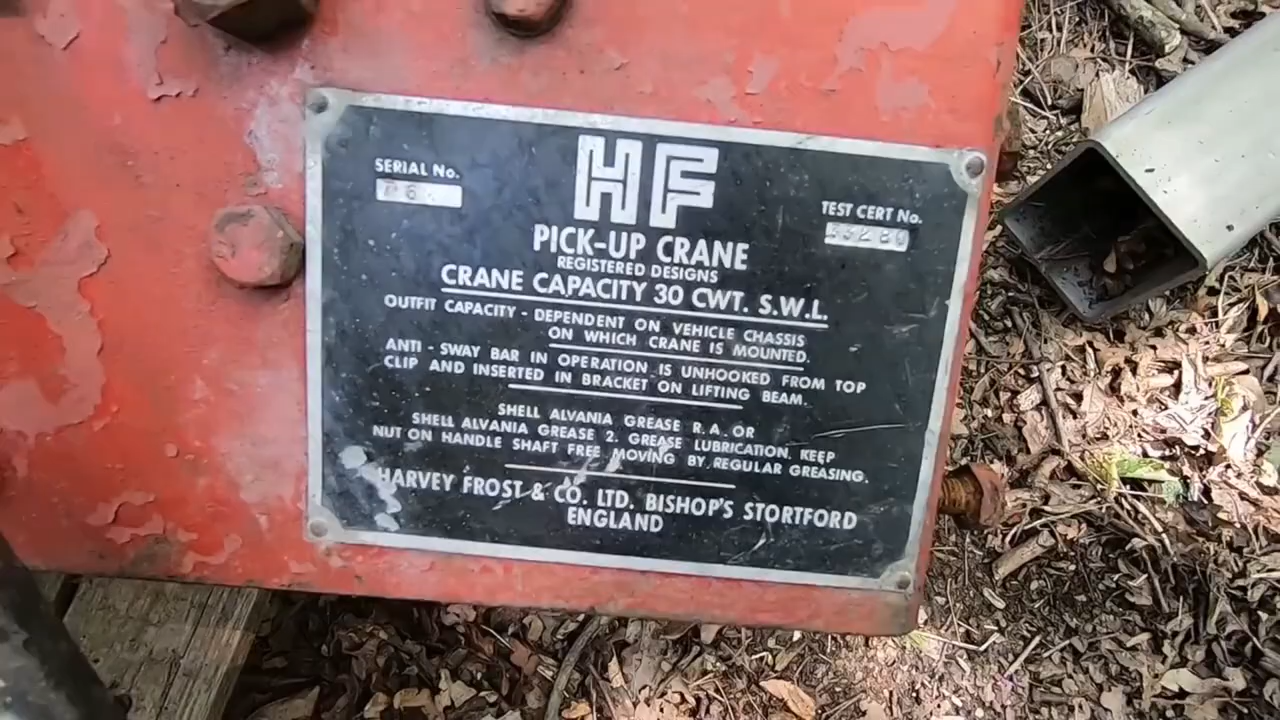 HF
SERIAL No.
TEST CERT No.
PICK-UP CRANE
REGISTERED DESIGNS
CRANE CAPACITY 30 CWT. S.W.L.
OUTFIT CAPACITY - DEPENDENT ON VEHICLE CHASSIS
ON WHICH CRANE IS MOUNTED.
ANTI - SWAY BAR IN OPERATION IS UNHOOKED FROM TOP
CLIP AND INSERTED IN BRACKET ON LIFTING BEAM.
SHELL ALVANIA GREASE R.A. OR
SHELL ALVANIA GREASE 2. GREASE LUBRICATION. KEEP
NUT ON HANDLE SHAFT FREE MOVING BY REGULAR GREASING.
HARVEY FROST & CO. LTD. BISHOP'S STORTFORD
ENGLAND